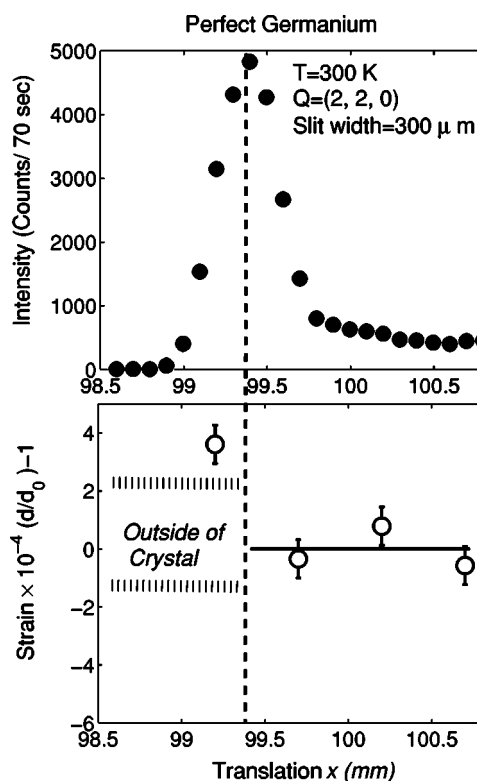 Perfect Germanium
5000
4000
3000
2000
1000
0
Intensity (Counts/ 70 sec)
T=300 K
Q=(2, 2, 0)
Slit width=300 μ m
98.5 99 99.5 100 100.5
4
2
0
−2
−4
−6
Strain × 10⁻⁴ (d/d₀)−1
Outside of
Crystal
98.5 99 99.5 100 100.5
Translation x (mm)